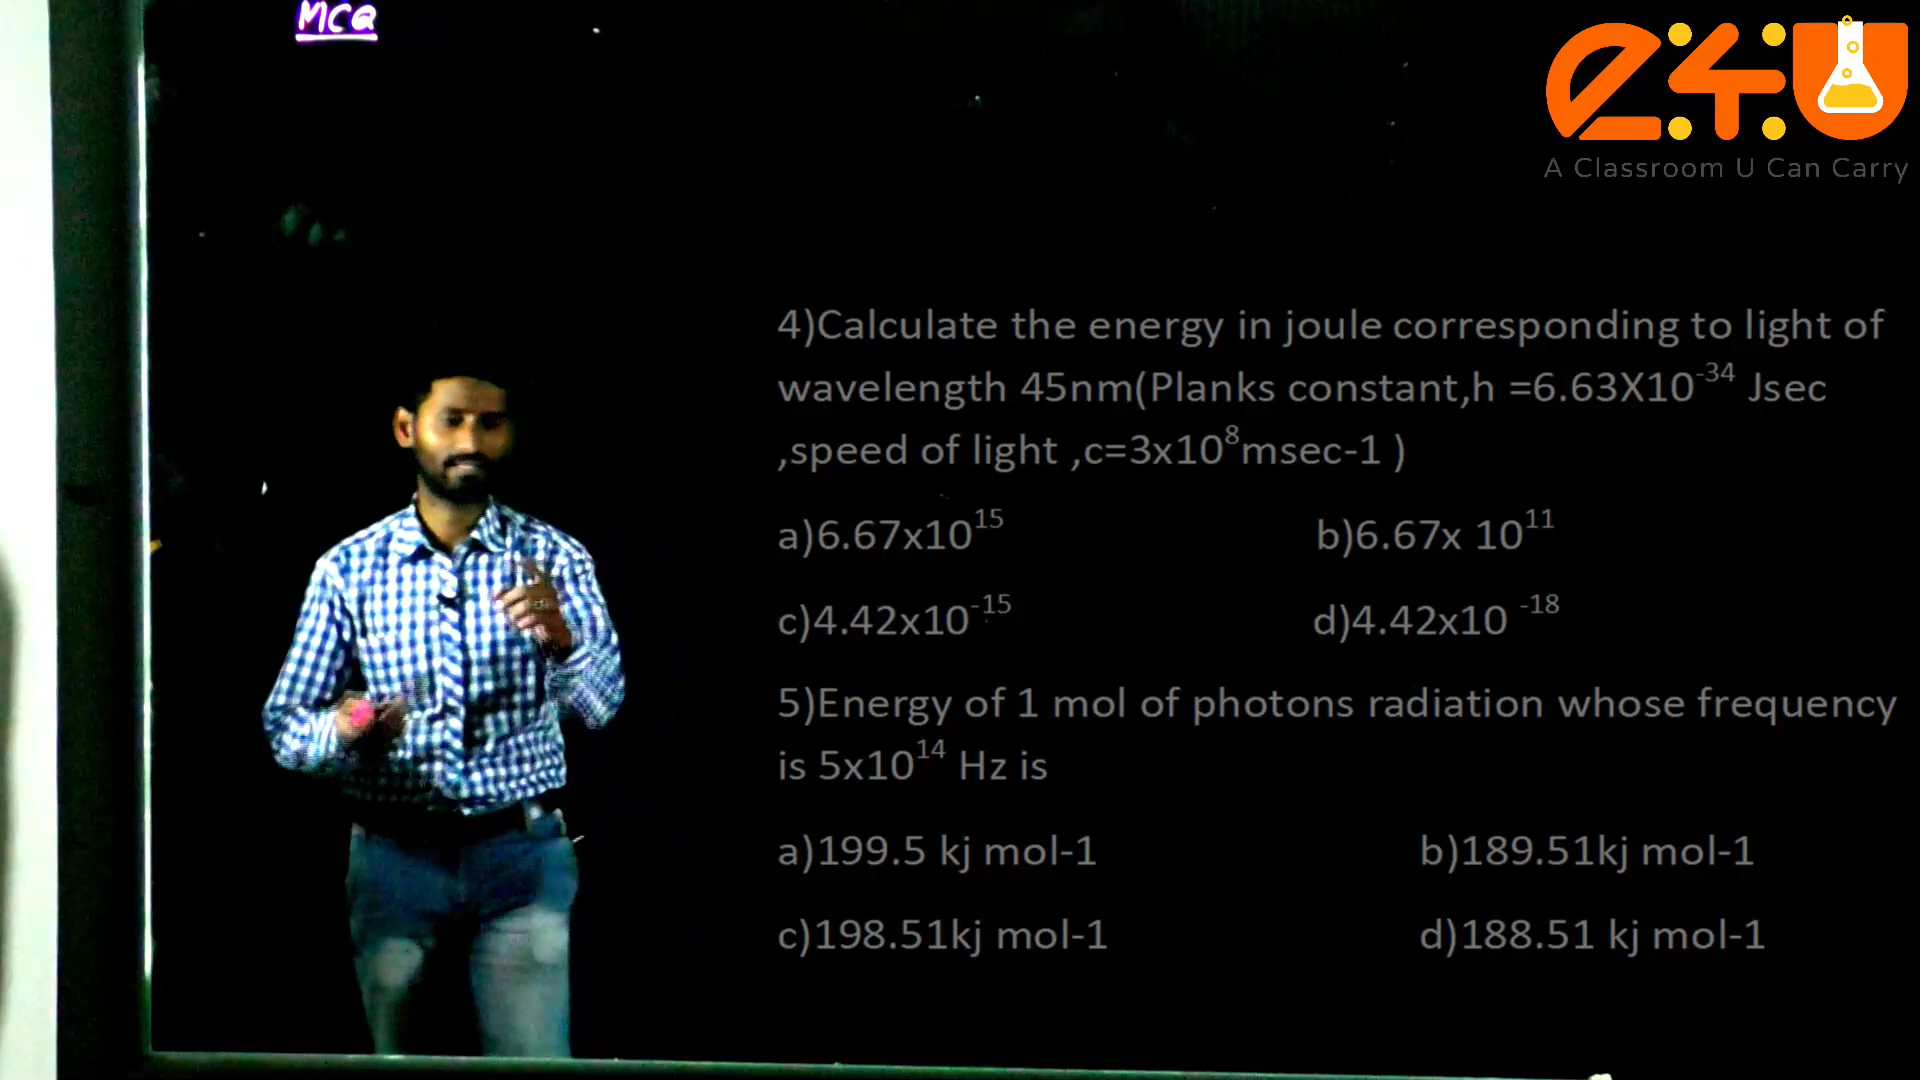 MCQ
e4U
A Classroom U Can Carry
4)Calculate the energy in joule corresponding to light of
wavelength 45nm(Planks constant,h =6.63X10⁻³⁴ Jsec
,speed of light ,c=3x10⁸msec-1 )
a)6.67x10¹⁵ b)6.67x 10¹¹
c)4.42x10⁻¹⁵ d)4.42x10 ⁻¹⁸
5)Energy of 1 mol of photons radiation whose frequency
is 5x10¹⁴ Hz is
a)199.5 kj mol-1 b)189.51kj mol-1
c)198.51kj mol-1 d)188.51 kj mol-1